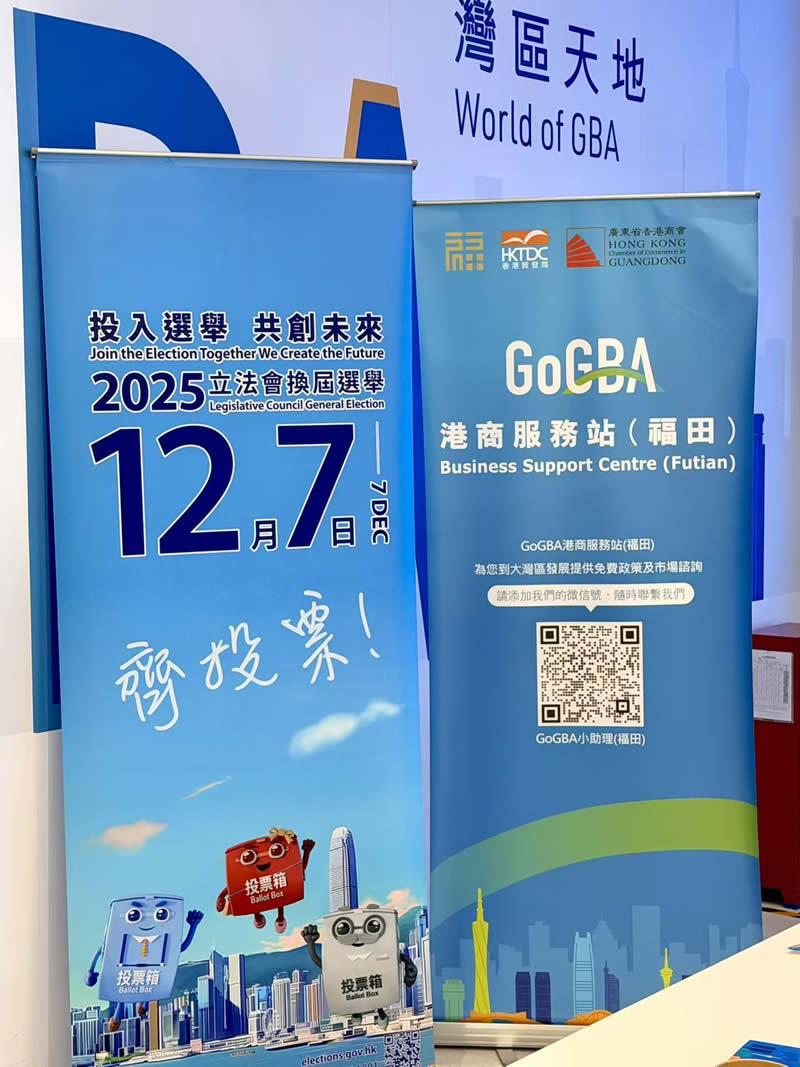 灣區天地
World of GBA
投入選舉 共創未來
Join the Election Together We Create the Future
2025立法會換屆選舉
Legislative Council General Election
12月7日
7 DEC
齊投票!
投票箱
Ballot Box
投票箱
Ballot Box
投票箱
Ballot Box
elections.gov.hk
HKTDC
香港貿發局
廣東省香港商會
HONG KONG
Chamber of Commerce in
GUANGDONG
GoGBA
港商服務站(福田)
Business Support Centre (Futian)
GoGBA港商服務站(福田)
為您到大灣區發展提供免費政策及市場諮詢
請添加我們的微信號,隨時聯繫我們
GoGBA小助理(福田)